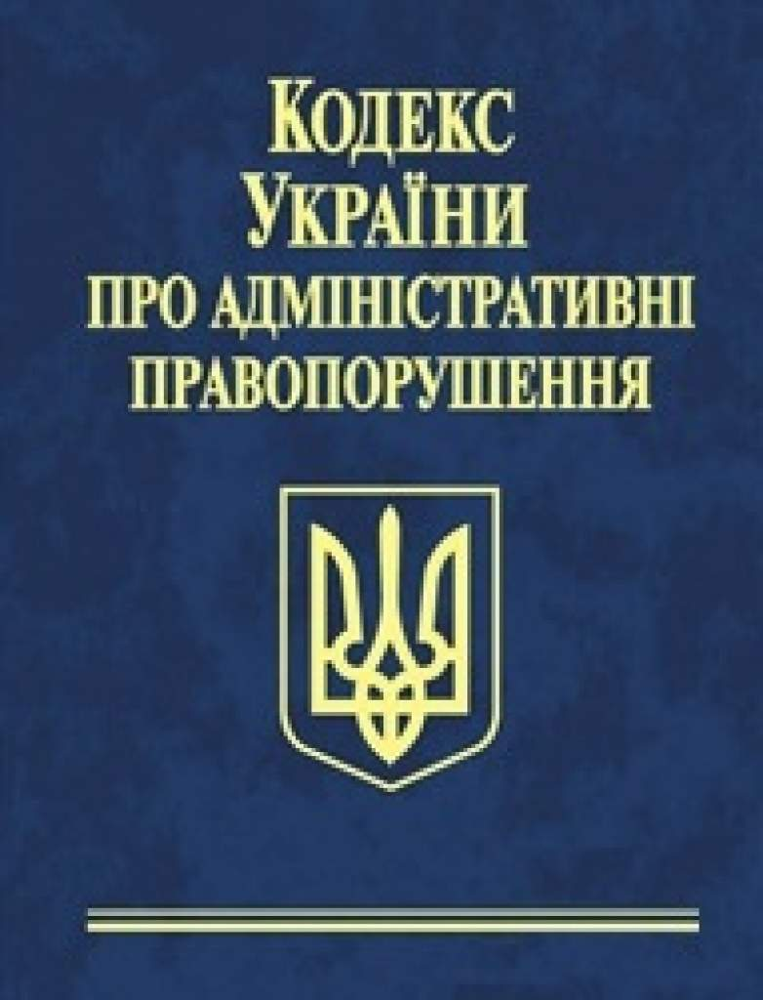 Кодекс
України
про адміністративні
правопорушення